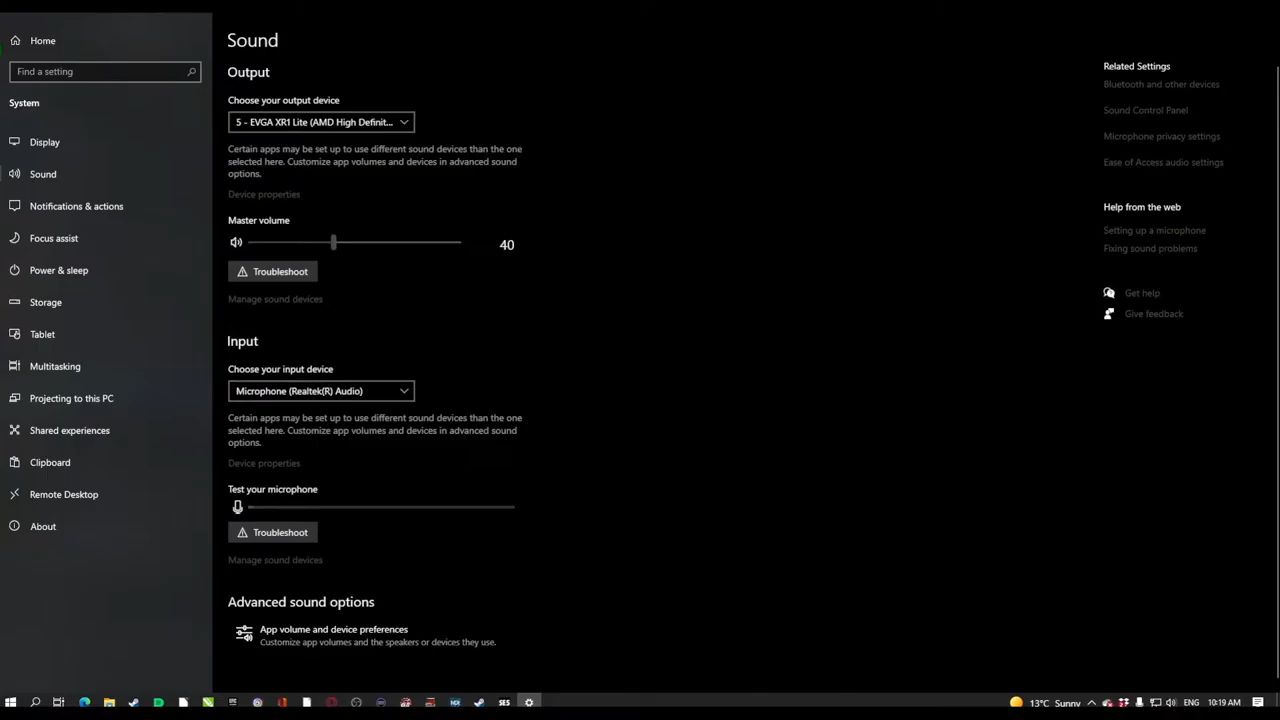 Home
Find a setting
System
Display
Sound
Notifications & actions
Focus assist
Power & sleep
Storage
Tablet
Multitasking
Projecting to this PC
Shared experiences
Clipboard
Remote Desktop
About
Sound
Output
Choose your output device
5 - EVGA XR1 Lite (AMD High Definit...
Certain apps may be set up to use different sound devices than the one
selected here. Customize app volumes and devices in advanced sound
options.
Device properties
Master volume
40
Troubleshoot
Manage sound devices
Input
Choose your input device
Microphone (Realtek(R) Audio)
Certain apps may be set up to use different sound devices than the one
selected here. Customize app volumes and devices in advanced sound
options.
Device properties
Test your microphone
Troubleshoot
Manage sound devices
Advanced sound options
App volume and device preferences
Customize app volumes and the speakers or devices they use.
Related Settings
Bluetooth and other devices
Sound Control Panel
Microphone privacy settings
Ease of Access audio settings
Help from the web
Setting up a microphone
Fixing sound problems
Get help
Give feedback
SES
13°C Sunny
ENG
10:19 AM